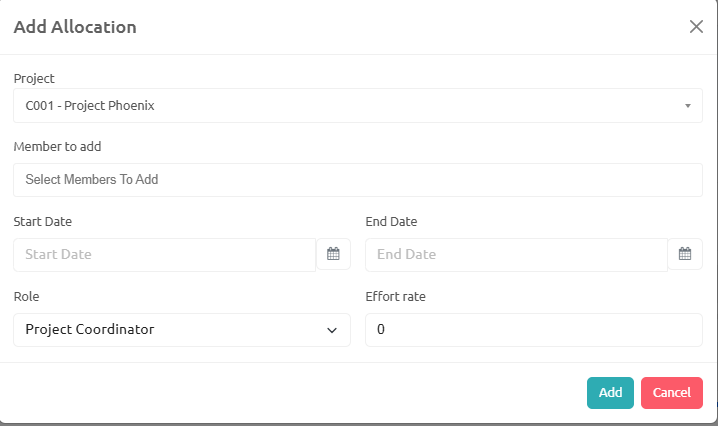 Add Allocation
Project
C001 - Project Phoenix
Member to add
Select Members To Add
Start Date End Date
Start Date End Date
Role Effort rate
Project Coordinator 0
Add Cancel